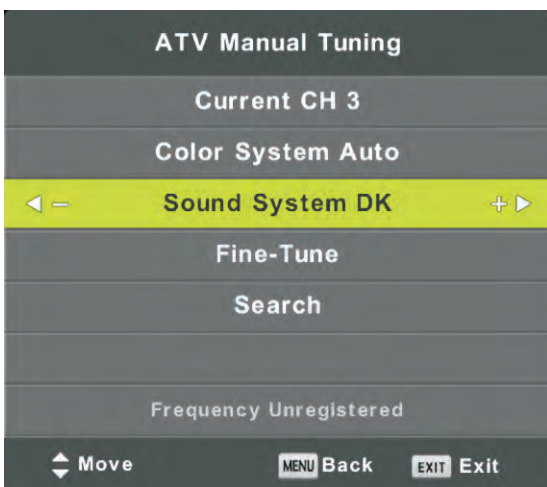 ATV Manual Tuning
Current CH 3
Color System Auto
– Sound System DK +
Fine-Tune
Search
Frequency Unregistered
Move MENU Back EXIT Exit